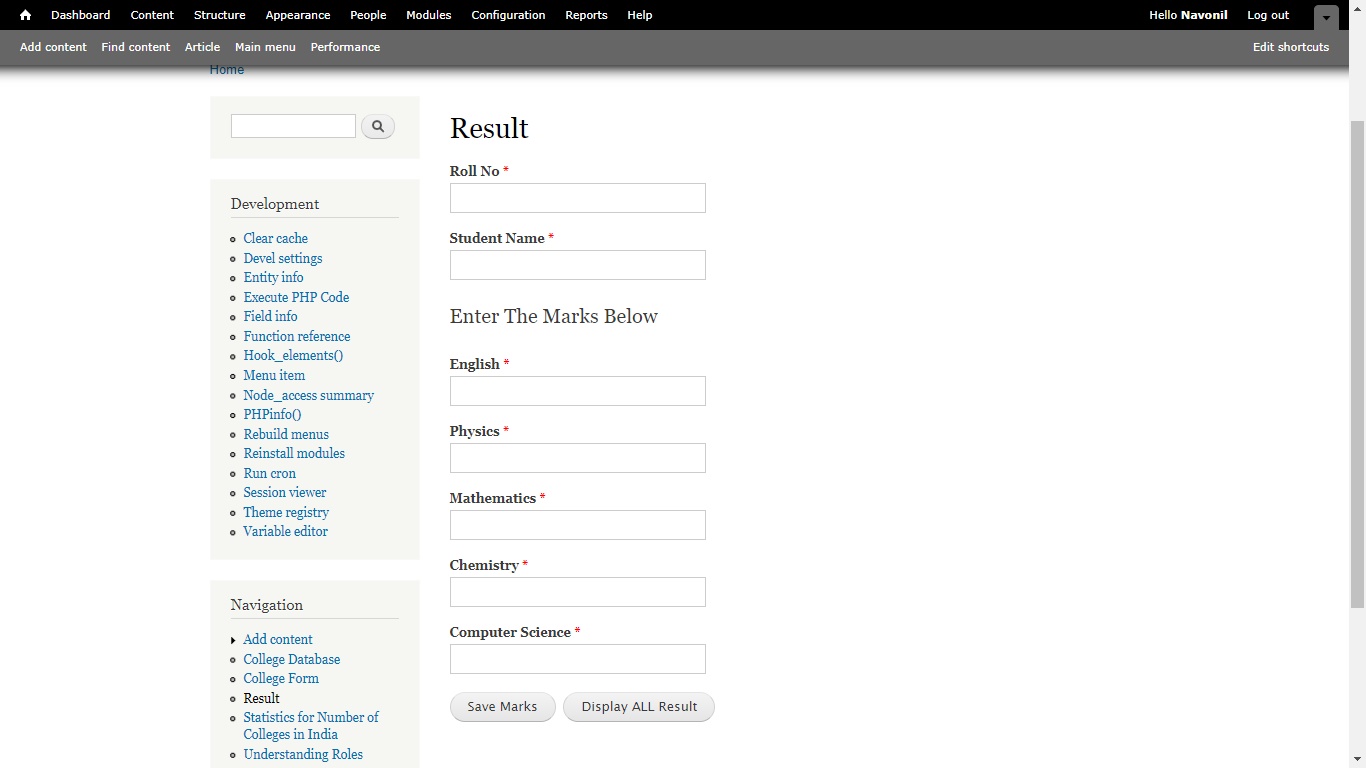 Dashboard Content Structure Appearance People Modules Configuration Reports Help Hello Navonil Log out
Add content Find content Article Main menu Performance Edit shortcuts
Home
Result
Roll No *
Student Name *
Enter The Marks Below
English *
Physics *
Mathematics *
Chemistry *
Computer Science *
Save Marks Display ALL Result
Development
Clear cache
Devel settings
Entity info
Execute PHP Code
Field info
Function reference
Hook_elements()
Menu item
Node_access summary
PHPinfo()
Rebuild menus
Reinstall modules
Run cron
Session viewer
Theme registry
Variable editor
Navigation
Add content
College Database
College Form
Result
Statistics for Number of
Colleges in India
Understanding Roles